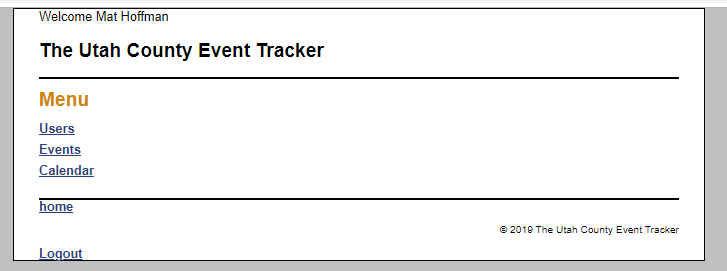 Welcome Mat Hoffman
The Utah County Event Tracker
Menu
Users
Events
Calendar
home
© 2019 The Utah County Event Tracker
Logout